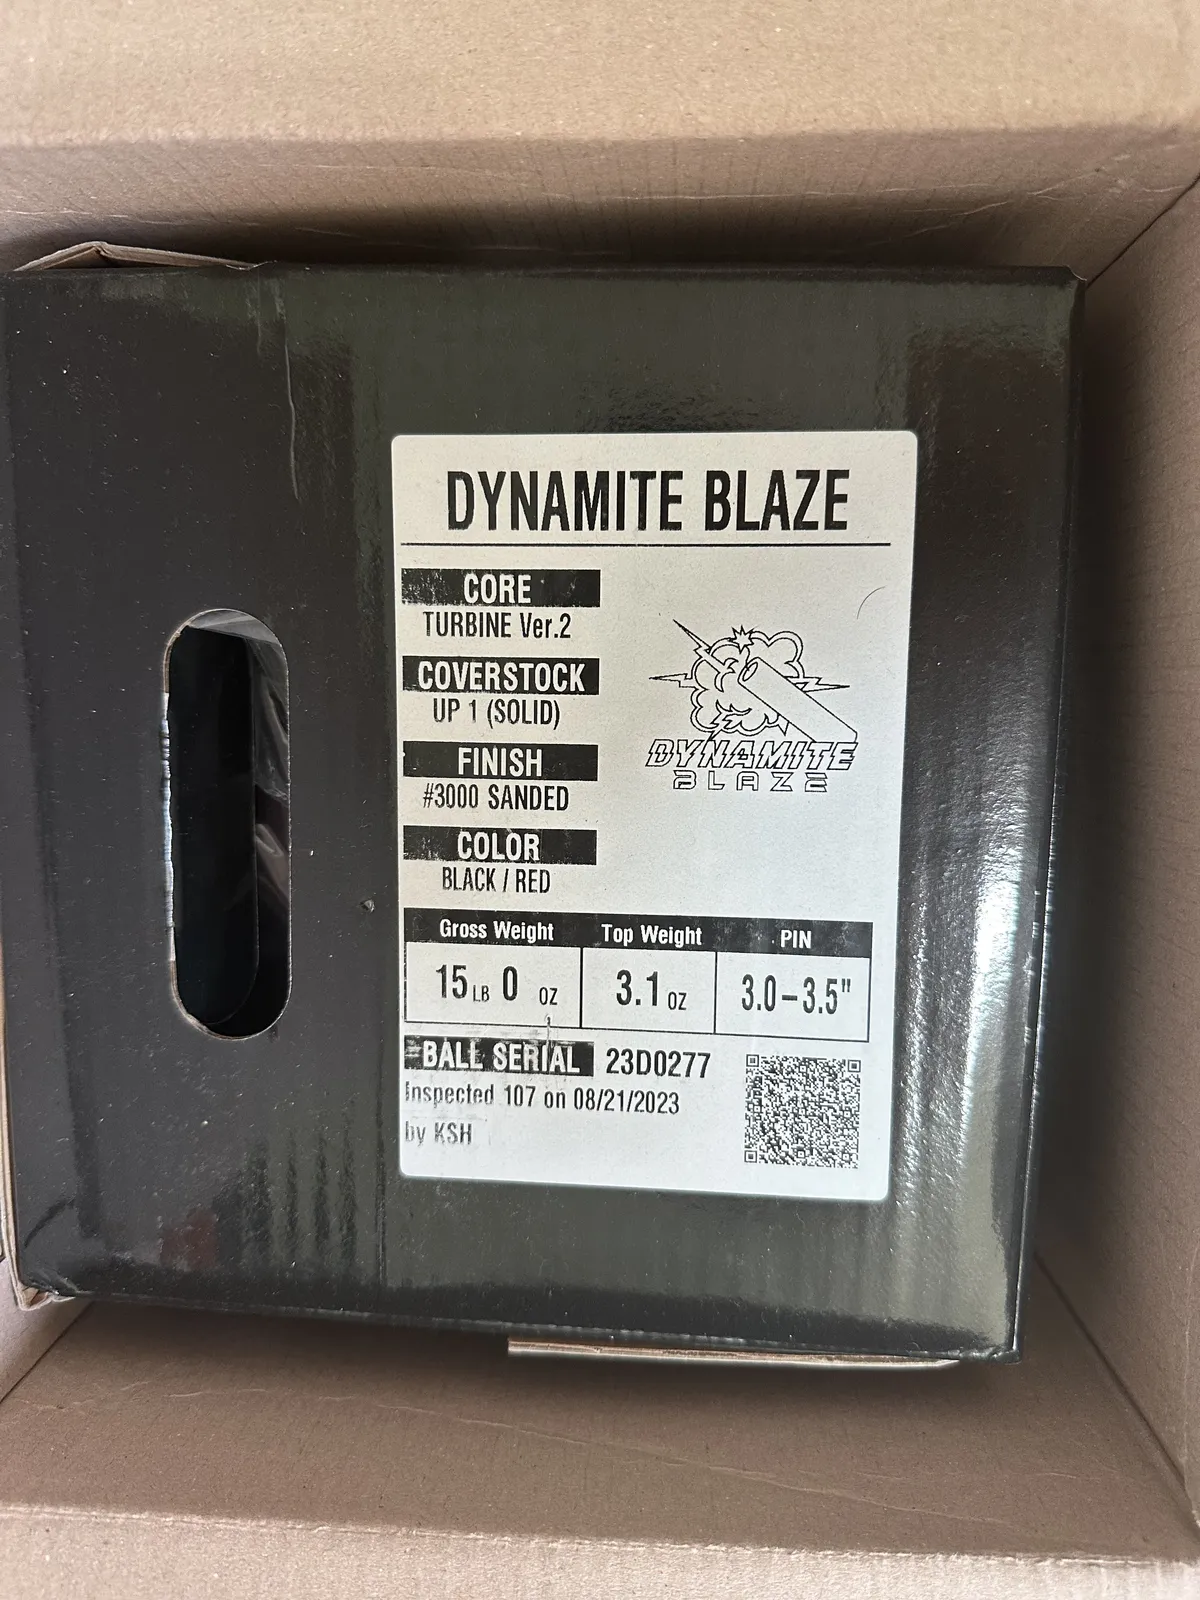 DYNAMITE BLAZE
CORE
TURBINE Ver.2
COVERSTOCK
UP 1 (SOLID)
FINISH
#3000 SANDED
COLOR
BLACK / RED
DYNAMITE
BLAZE
Gross Weight Top Weight PIN
15 LB 0 OZ 3.1 OZ 3.0-3.5"
BALL SERIAL 23D0277
Inspected 107 on 08/21/2023
by KSH